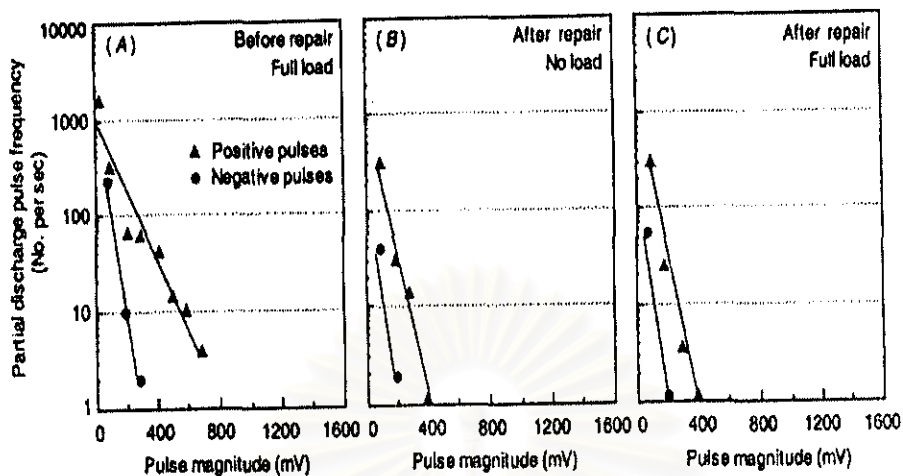 Partial discharge pulse frequency
(No. per sec)
10000
1000
100
10
1
(A)
Before repair
Full load
▲ Positive pulses
● Negative pulses
0 400 800 1200 1600
Pulse magnitude (mV)
(B)
After repair
No load
0 400 800 1200 1600
Pulse magnitude (mV)
(C)
After repair
Full load
0 400 800 1200 1600
Pulse magnitude (mV)